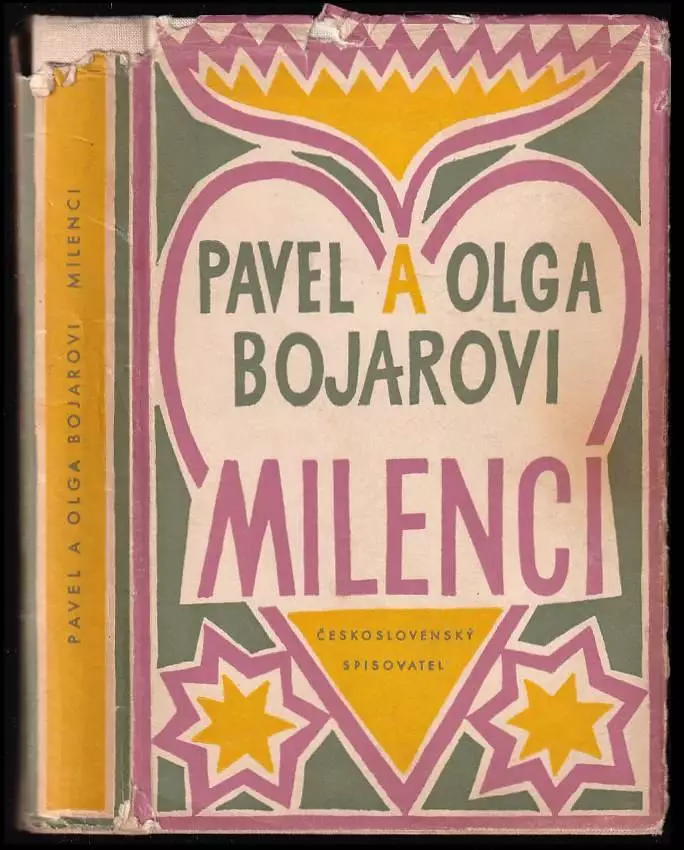 PAVEL A OLGA BOJAROVI MILENCI
PAVEL A OLGA
BOJAROVI
MILENCI
ČESKOSLOVENSKÝ
SPISOVATEL